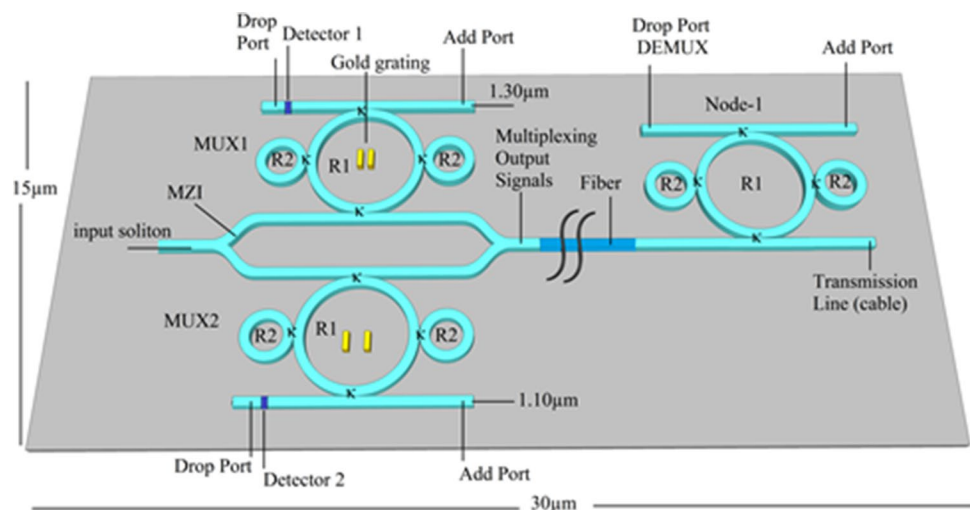 Drop
Port
Detector 1
Gold grating
Add Port
1.30µm
Drop Port
DEMUX
Add Port
Node-1
MUX1
R2
R1
R2
κ
κ
κ
κ
Multiplexing
Output
Signals
Fiber
R2
R1
R2
κ
κ
κ
κ
15µm
MZI
input soliton
Transmission
Line (cable)
MUX2
R2
R1
R2
κ
κ
κ
κ
1.10µm
Drop Port
Detector 2
Add Port
30µm